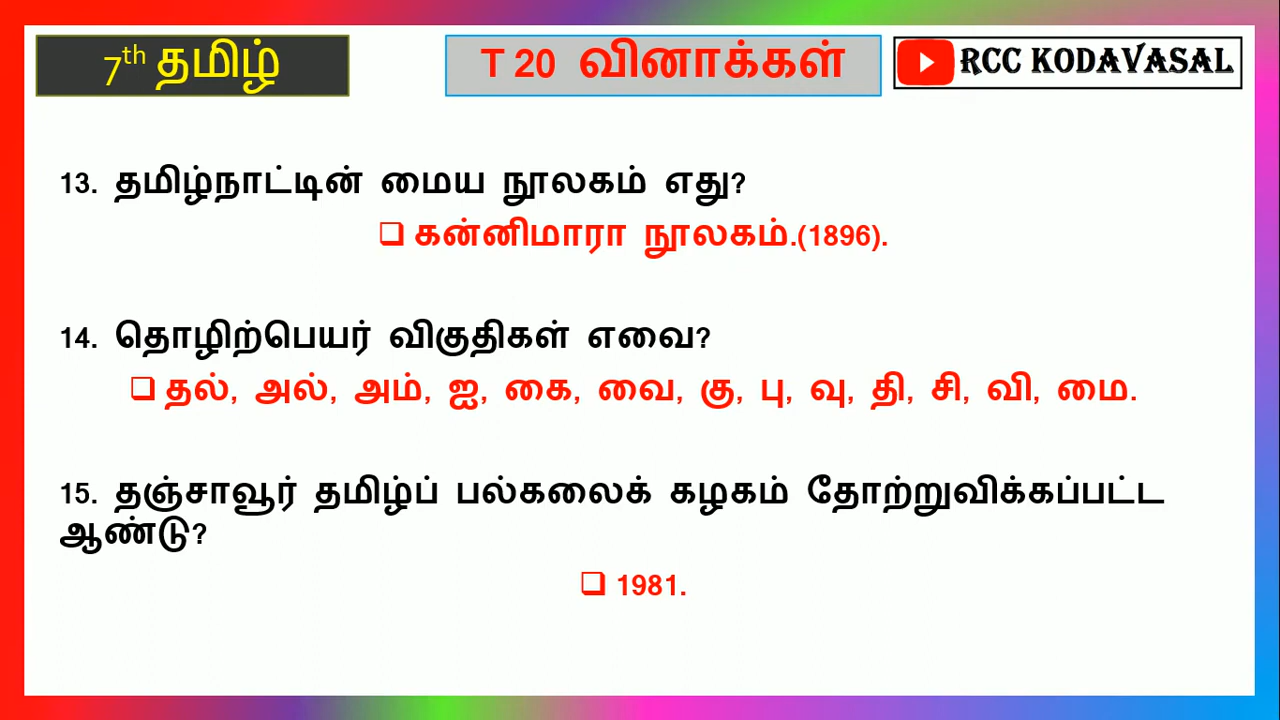 7th தமிழ்
T 20 வினாக்கள்
RCC KODAVASAL
13. தமிழ்நாட்டின் மைய நூலகம் எது?
❑ கன்னிமாரா நூலகம்.(1896).
14. தொழிற்பெயர் விகுதிகள் எவை?
❑ தல், அல், அம், ஐ, கை, வை, கு, பு, வு, தி, சி, வி, மை.
15. தஞ்சாவூர் தமிழ்ப் பல்கலைக் கழகம் தோற்றுவிக்கப்பட்ட
ஆண்டு?
❑ 1981.